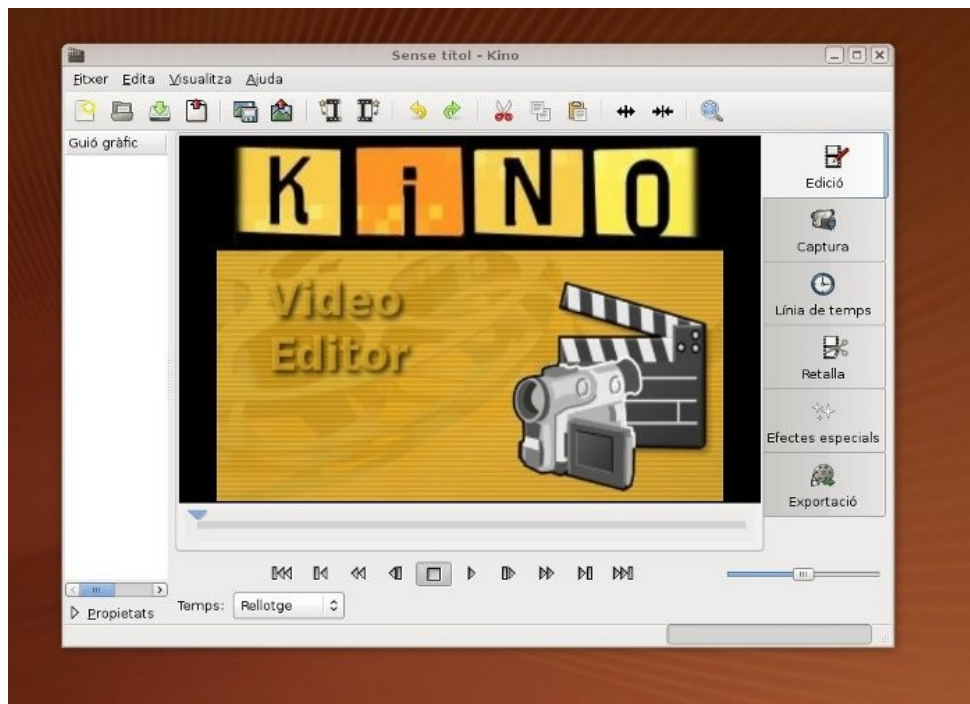 Sense títol - Kino
Fitxer Edita Visualitza Ajuda
Guió gràfic
KiNO
Video
Editor
Edició
Captura
Línia de temps
Retalla
Efectes especials
Exportació
Propietats
Temps: Rellotge